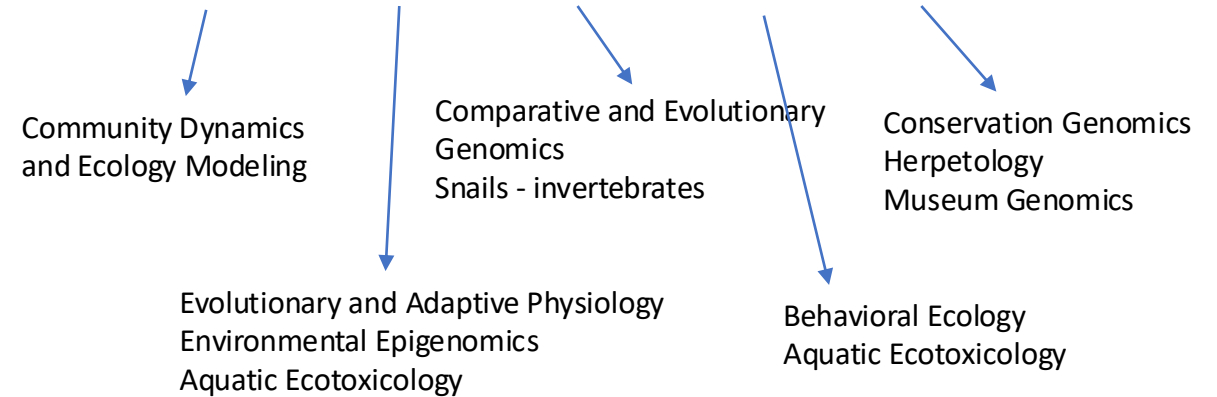 Community Dynamics
and Ecology Modeling
Comparative and Evolutionary
Genomics
Snails - invertebrates
Conservation Genomics
Herpetology
Museum Genomics
Evolutionary and Adaptive Physiology
Environmental Epigenomics
Aquatic Ecotoxicology
Behavioral Ecology
Aquatic Ecotoxicology